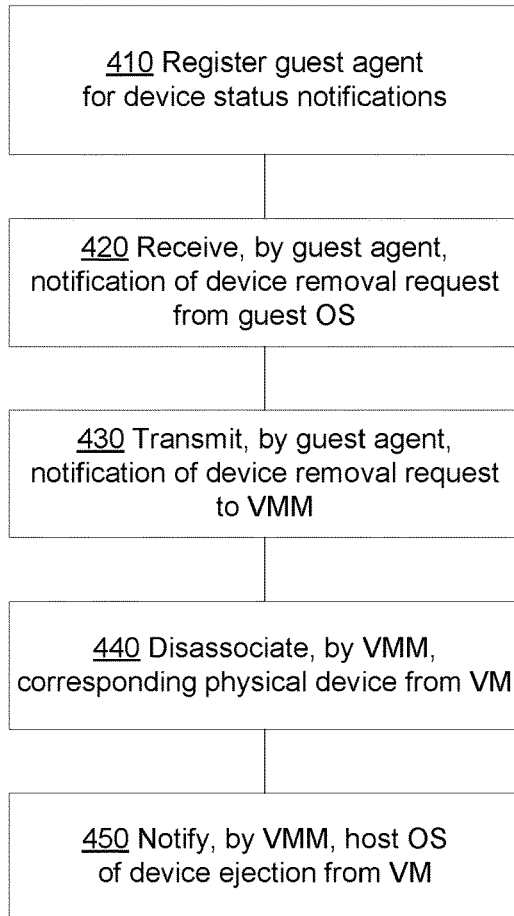 410 Register guest agent
for device status notifications
420 Receive, by guest agent,
notification of device removal request
from guest OS
430 Transmit, by guest agent,
notification of device removal request
to VMM
440 Disassociate, by VMM,
corresponding physical device from VM
450 Notify, by VMM, host OS
of device ejection from VM